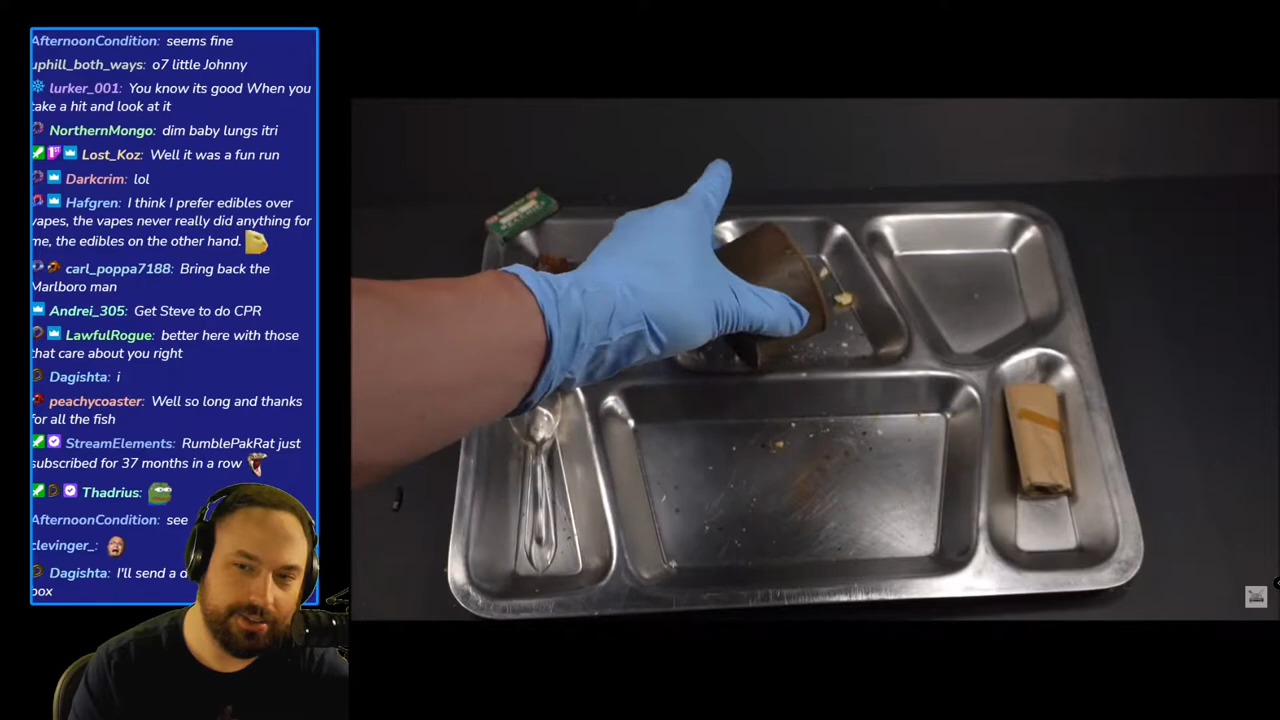 AfternoonCondition: seems fine
uphill_both_ways: o7 little Johnny
lurker_001: You know its good When you
take a hit and look at it
NorthernMongo: dim baby lungs itri
Lost_Koz: Well it was a fun run
Darkcrim: lol
Hafgren: I think I prefer edibles over
vapes, the vapes never really did anything for
me, the edibles on the other hand.
carl_poppa7188: Bring back the
Marlboro man
Andrei_305: Get Steve to do CPR
LawfulRogue: better here with those
that care about you right
Dagishta: i
peachycoaster: Well so long and thanks
for all the fish
StreamElements: RumblePakRat just
subscribed for 37 months in a row
Thadrius:
AfternoonCondition: see
clevinger_:
Dagishta: I'll send a
box